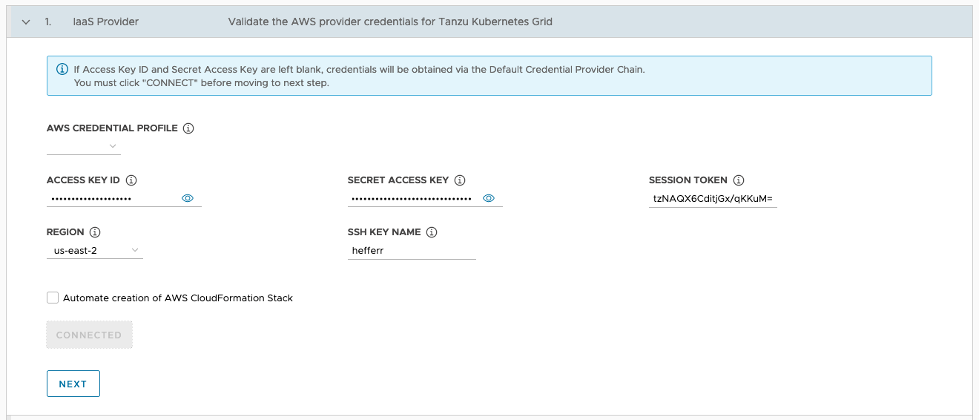 1. IaaS Provider Validate the AWS provider credentials for Tanzu Kubernetes Grid
If Access Key ID and Secret Access Key are left blank, credentials will be obtained via the Default Credential Provider Chain.
You must click "CONNECT" before moving to next step.
AWS CREDENTIAL PROFILE
ACCESS KEY ID SECRET ACCESS KEY SESSION TOKEN
•••••••••••••••••••• •••••••••••••••••••••••••••••• tzNAQX6CditjGx/qKKuM=
REGION SSH KEY NAME
us-east-2 hefferr
Automate creation of AWS CloudFormation Stack
CONNECTED
NEXT